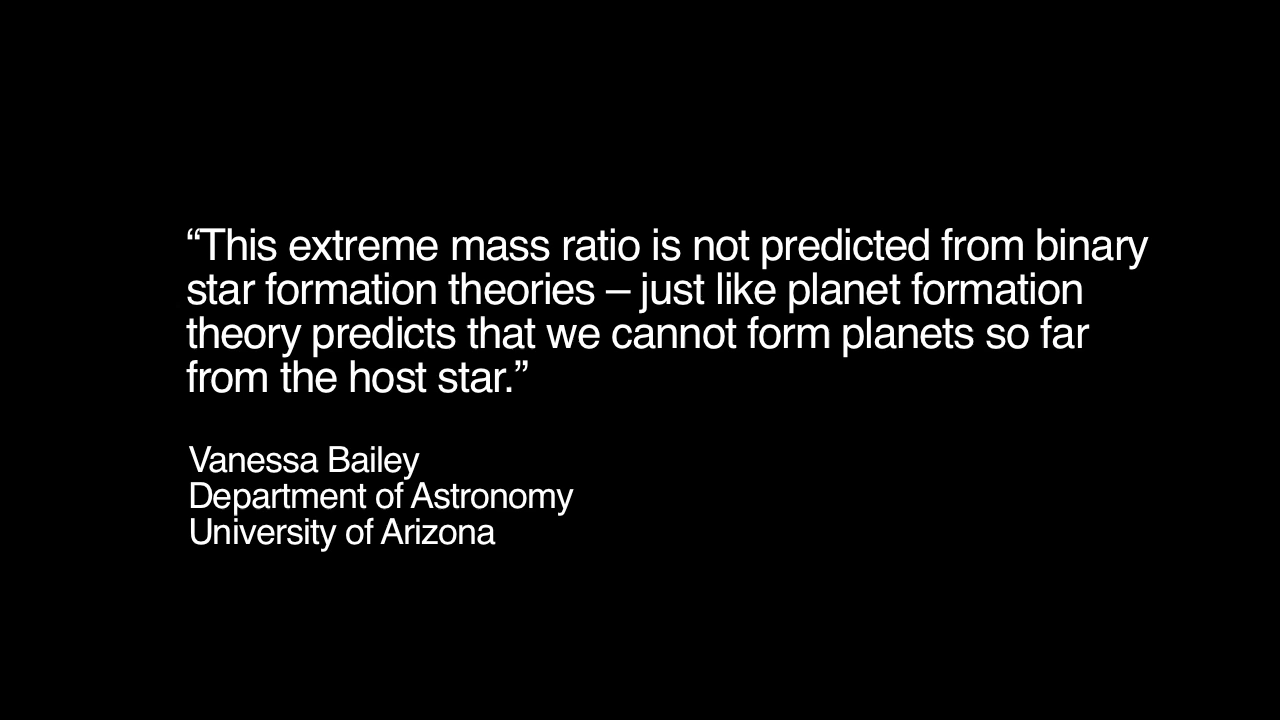 “This extreme mass ratio is not predicted from binary
star formation theories – just like planet formation
theory predicts that we cannot form planets so far
from the host star.”
Vanessa Bailey
Department of Astronomy
University of Arizona